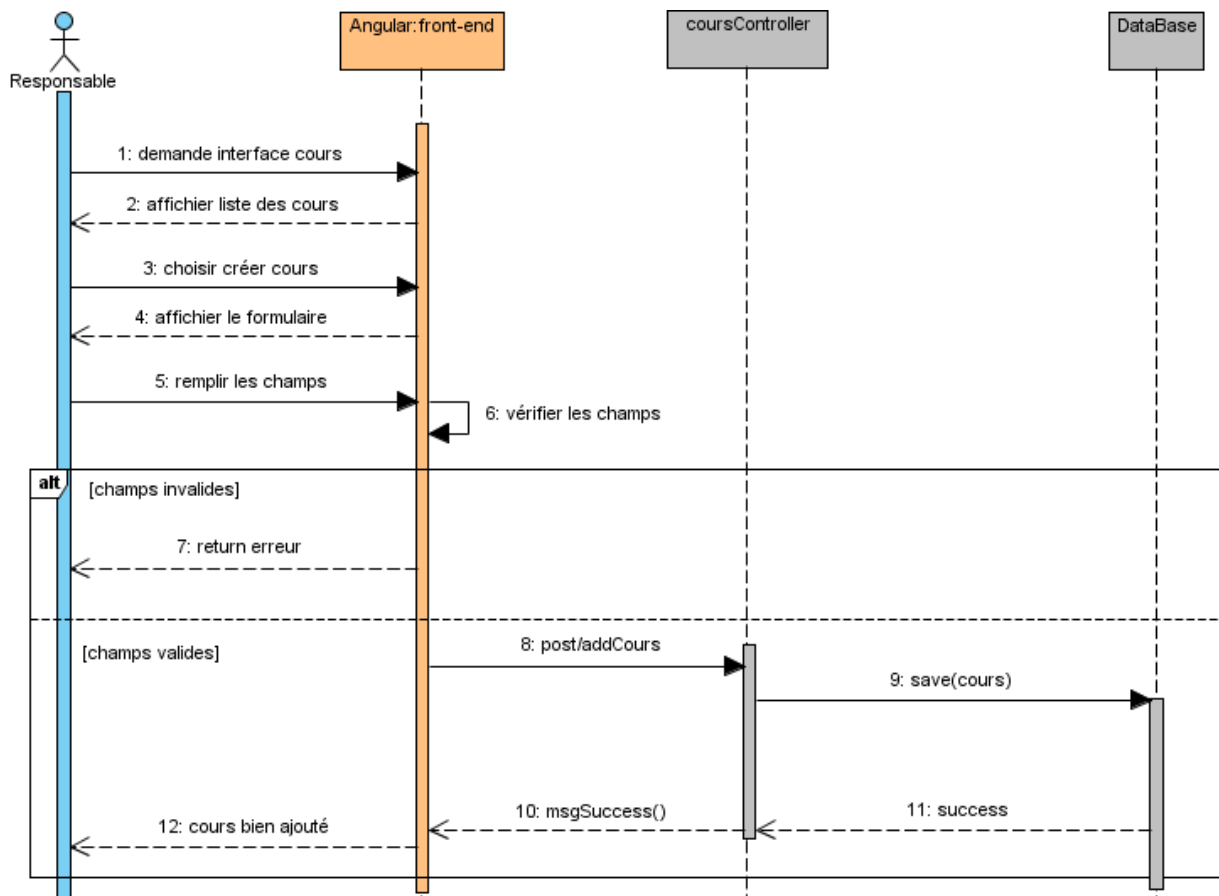 Responsable
Angular:front-end
coursController
DataBase
1: demande interface cours
2: affichier liste des cours
3: choisir créer cours
4: affichier le formulaire
5: remplir les champs
6: vérifier les champs
alt
[champs invalides]
7: return erreur
[champs valides]
8: post/addCours
9: save(cours)
10: msgSuccess()
11: success
12: cours bien ajouté